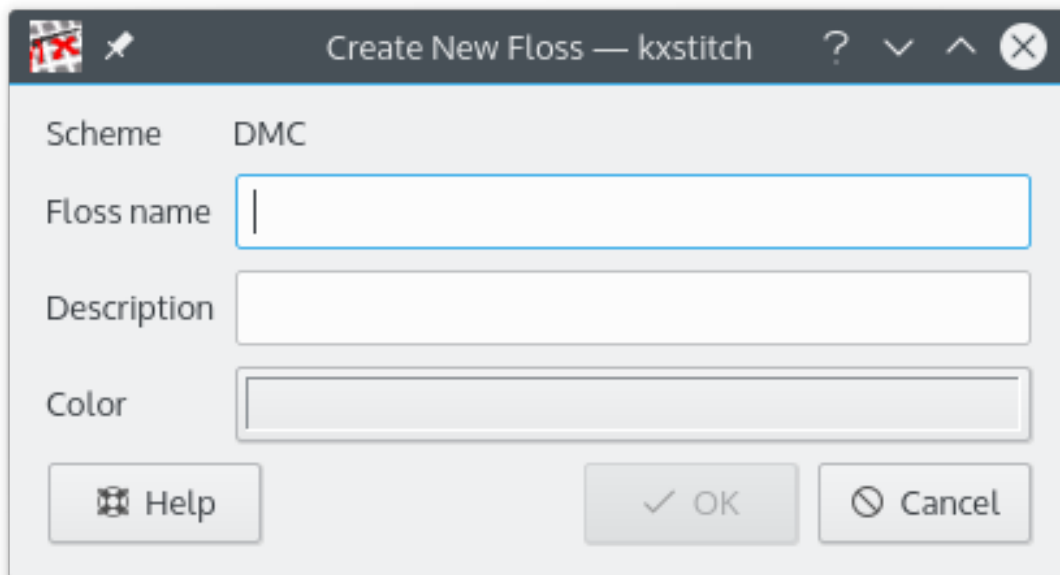 Create New Floss — kxstitch
Scheme DMC
Floss name
Description
Color
Help OK Cancel